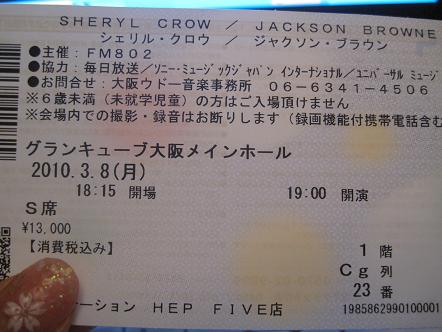 SHERYL CROW / JACKSON BROWNE
シェリル・クロウ / ジャクソン・ブラウン
●主催:FM802
●協力:毎日放送/ソニー・ミュージックジャパン インターナショナル/ユニバーサル ミュージ
●お問合せ:大阪ウドー音楽事務所 06-6341-4506
※6歳未満(未就学児童)の方はご入場頂けません
※会場内での撮影・録音はお断りします(録画機能付携帯電話含む
グランキューブ大阪メインホール
2010.3.8(月)
18:15 開場 19:00 開演
S席
¥13,000
【消費税込み】
1 階
Cg 列
23 番
ーション HEP FIVE店
1985862990100001